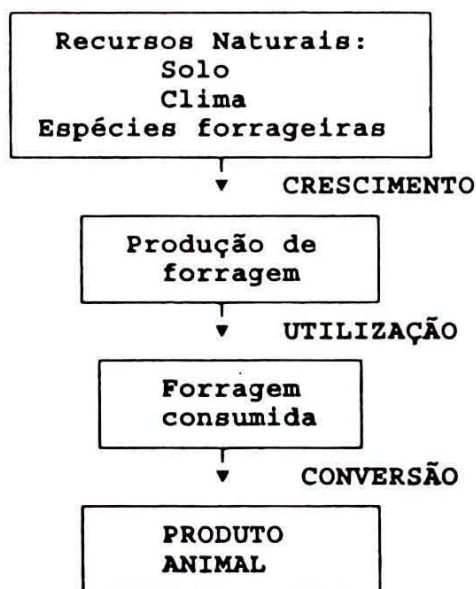 Recursos Naturais:
Solo
Clima
Espécies forrageiras
CRESCIMENTO
Produção de
forragem
UTILIZAÇÃO
Forragem
consumida
CONVERSÃO
PRODUTO
ANIMAL